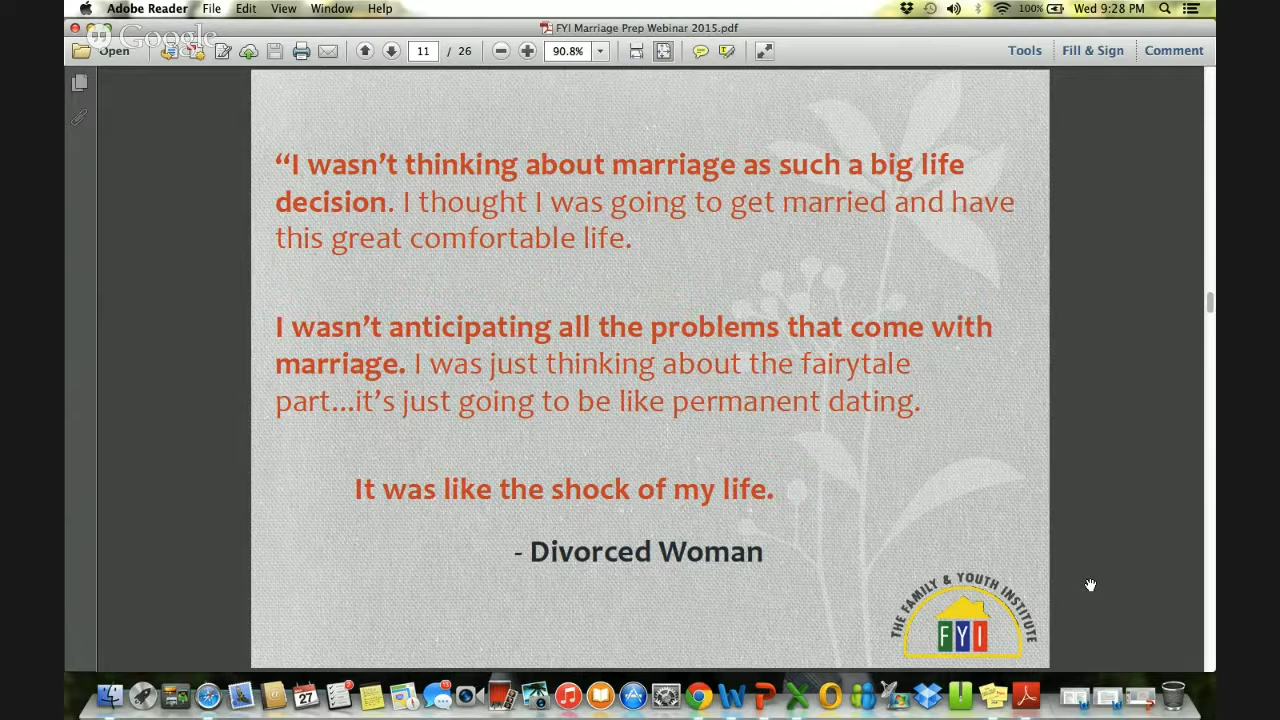 Adobe Reader File Edit View Window Help 100% Wed 9:28 PM
FYI Marriage Prep Webinar 2015.pdf
Google
Open 11 / 26 90.8% Tools Fill & Sign Comment
“I wasn’t thinking about marriage as such a big life
decision. I thought I was going to get married and have
this great comfortable life.
I wasn’t anticipating all the problems that come with
marriage. I was just thinking about the fairytale
part...it’s just going to be like permanent dating.
It was like the shock of my life.
- Divorced Woman
THE FAMILY & YOUTH INSTITUTE
FYI
27